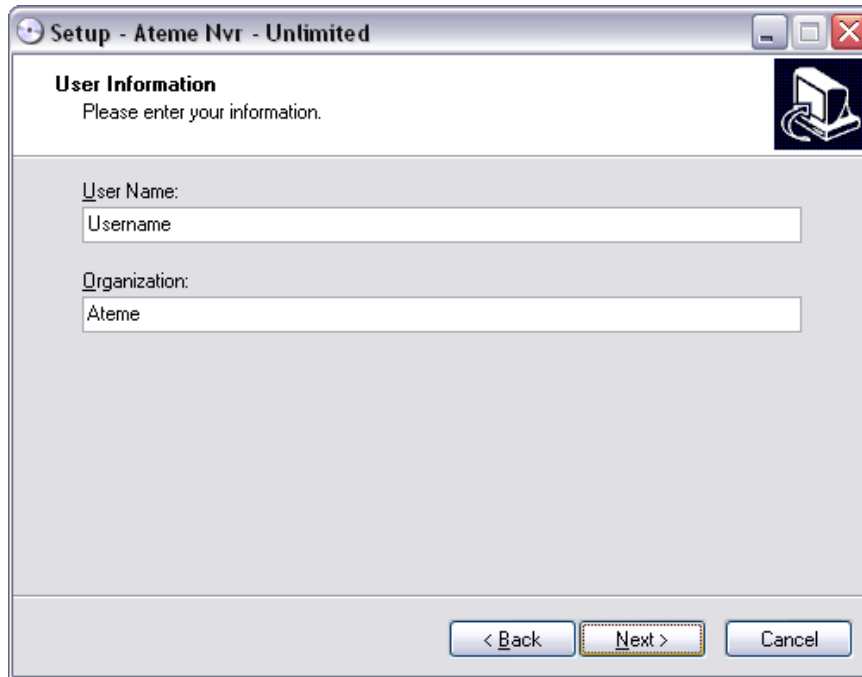 Setup - Ateme Nvr - Unlimited
User Information
Please enter your information.
User Name:
Username
Organization:
Ateme
< Back Next > Cancel